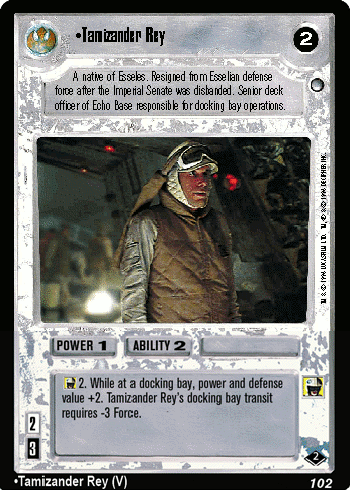 •Tamizander Rey
2
A native of Esseles. Resigned from Esselian defense
force after the Imperial Senate was disbanded. Senior deck
officer of Echo Base responsible for docking bay operations.
POWER 1
ABILITY 2
2. While at a docking bay, power and defense
value +2. Tamizander Rey's docking bay transit
requires -3 Force.
2
3
2
•Tamizander Rey (V)
102